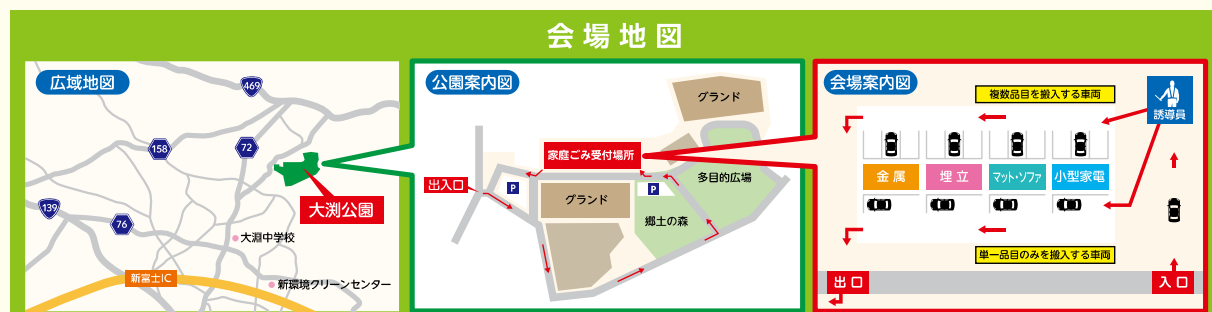 会場地図
広域地図
469
158
72
139
76
大渕公園
大淵中学校
新富士IC
新環境クリーンセンター
公園案内図
グランド
家庭ごみ受付場所
出入口
P
P
多目的広場
グランド
郷土の森
会場案内図
複数品目を搬入する車両
誘導員
金属
埋立
マット・ソファ
小型家電
単一品目のみを搬入する車両
出口
入口